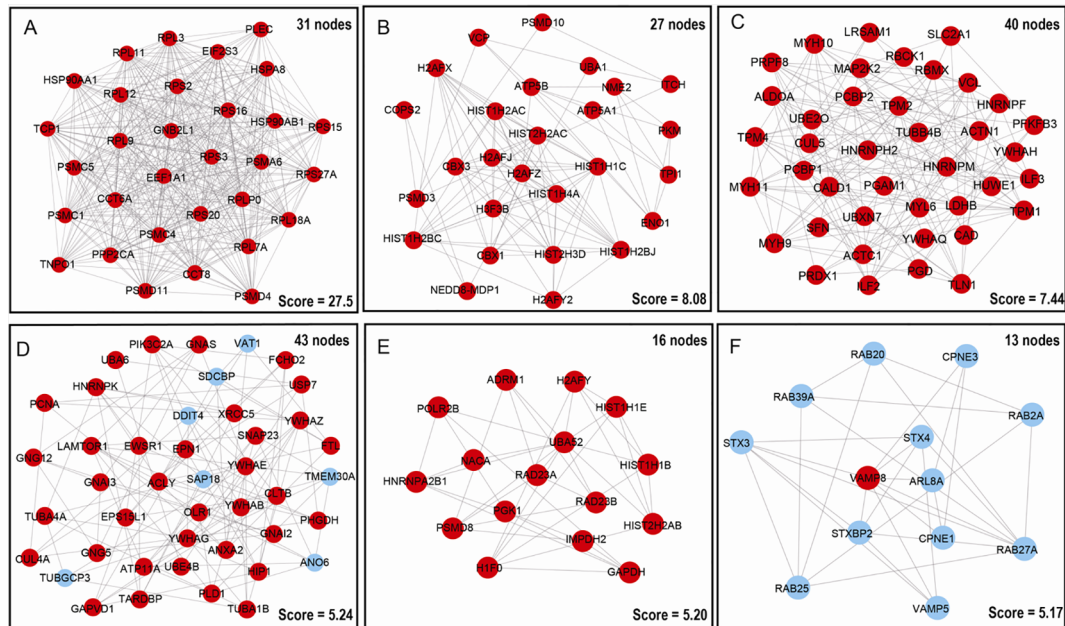 A
31 nodes
PLEC
RPL3
RPL11
EIF2S3
HSP90AA1
HSPA8
RPS2
RPL12
RPS16
HSP90AB1
TCP1
GNB2L1
RPS15
RPL9
RPS3
PSMC5
PSMA6
EEF1A1
RPS27A
CCT6A
RPLP0
PSMC1
RPS20
RPL18A
PSMC4
PPP2CA
RPL7A
TNPO1
CCT8
PSMD11
PSMD4
Score = 27.5
B
27 nodes
PSMD10
VCP
H2AFX
UBA1
ITCH
ATP5B
NME2
COPS2
HIST1H2AC
ATP5A1
HIST2H2AC
PKM
H2AFJ
CBX3
HIST1H1C
H2AFZ
TPI1
PSMD3
HIST1H4A
H3F3B
ENO1
HIST1H2BC
HIST1H2BJ
CBX1
HIST2H3D
NEDD8-MDP1
H2AFY2
Score = 8.08
C
40 nodes
LRSAM1
SLC2A1
MYH10
RBCK1
PRPF8
MAP2K2
RBMX
VCL
ALDOA
PCBP2
HNRNPF
TPM2
UBE2O
PFKFB3
TPM4
TUBB4B
ACTN1
CUL5
YWHAH
HNRNPH2
PCBP1
HNRNPM
ILF3
MYH11
CALD1
PCAM1
HUWE1
MYL6
LDHB
TPM1
UBXN7
SFN
CAD
MYH9
YWHAQ
ACTC1
PRDX1
PGD
ILF2
TLN1
Score = 7.44
D
43 nodes
PIK3C2A
GNAS
VAT1
UBA6
FCHO2
SDCBP
HNRNPK
USP7
PCNA
DDIT4
XRCC5
YWHAZ
SNAP23
FTL
LAMTOR1
EWSR1
EPN1
GNG12
YWHAE
TMEM30A
GNAI3
ACLY
SAP18
CLTB
TUBA4A
EPS15L1
OLR1
YWHAB
PHGDH
YWHAG
GNAI2
CUL4A
GNG5
ANXA2
ANO6
TUBGCP3
ATP11A
UBE4B
HIP1
GAPVD1
TARDBP
PLD1
TUBA1B
Score = 5.24
E
16 nodes
ADRM1
H2AFY
POLR2B
HIST1H1E
UBA52
NACA
HIST1H1B
RAD23A
HNRNPA2B1
RAD23B
PGK1
PSMD8
HIST2H2AB
IMPDH2
H1F0
GAPDH
Score = 5.20
F
13 nodes
RAB20
CPNE3
RAB39A
RAB2A
STX3
STX4
VAMP8
ARL8A
STXBP2
CPNE1
RAB27A
RAB25
VAMP5
Score = 5.17